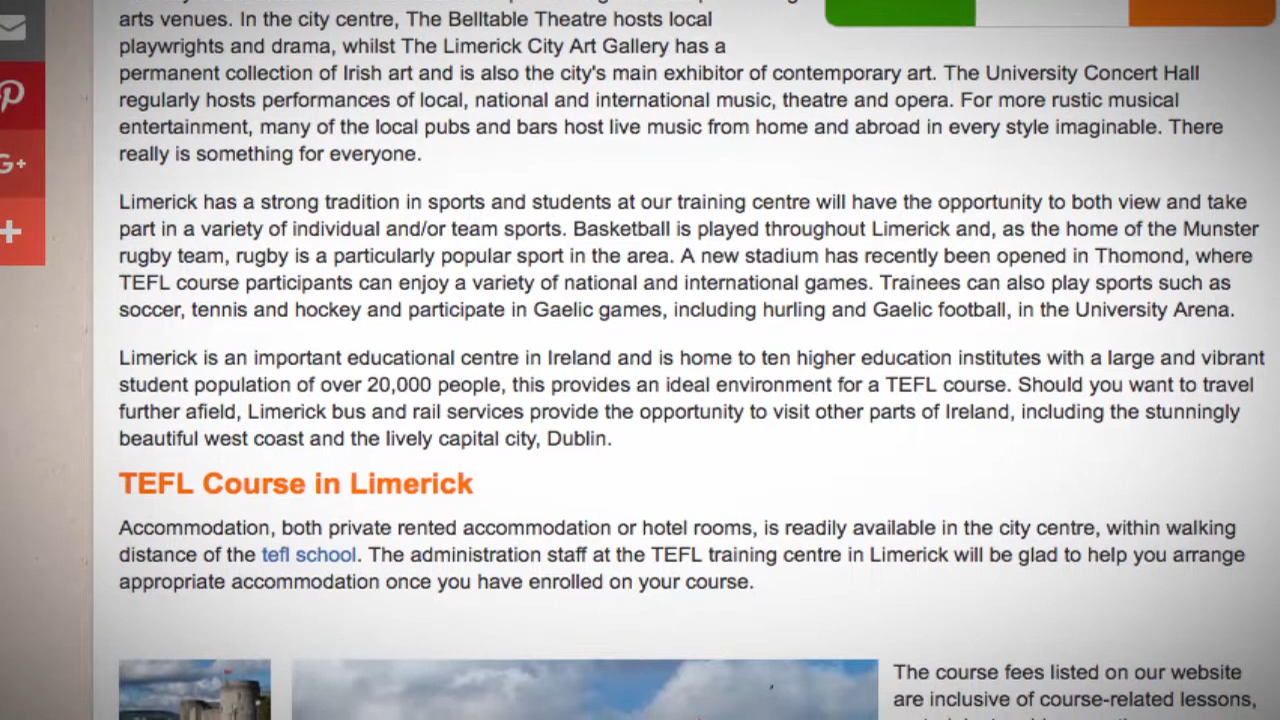 arts venues. In the city centre, The Belltable Theatre hosts local
playwrights and drama, whilst The Limerick City Art Gallery has a
permanent collection of Irish art and is also the city's main exhibitor of contemporary art. The University Concert Hall
regularly hosts performances of local, national and international music, theatre and opera. For more rustic musical
entertainment, many of the local pubs and bars host live music from home and abroad in every style imaginable. There
really is something for everyone.
Limerick has a strong tradition in sports and students at our training centre will have the opportunity to both view and take
part in a variety of individual and/or team sports. Basketball is played throughout Limerick and, as the home of the Munster
rugby team, rugby is a particularly popular sport in the area. A new stadium has recently been opened in Thomond, where
TEFL course participants can enjoy a variety of national and international games. Trainees can also play sports such as
soccer, tennis and hockey and participate in Gaelic games, including hurling and Gaelic football, in the University Arena.
Limerick is an important educational centre in Ireland and is home to ten higher education institutes with a large and vibrant
student population of over 20,000 people, this provides an ideal environment for a TEFL course. Should you want to travel
further afield, Limerick bus and rail services provide the opportunity to visit other parts of Ireland, including the stunningly
beautiful west coast and the lively capital city, Dublin.
TEFL Course in Limerick
Accommodation, both private rented accommodation or hotel rooms, is readily available in the city centre, within walking
distance of the tefl school. The administration staff at the TEFL training centre in Limerick will be glad to help you arrange
appropriate accommodation once you have enrolled on your course.
The course fees listed on our website
are inclusive of course-related lessons,
G+